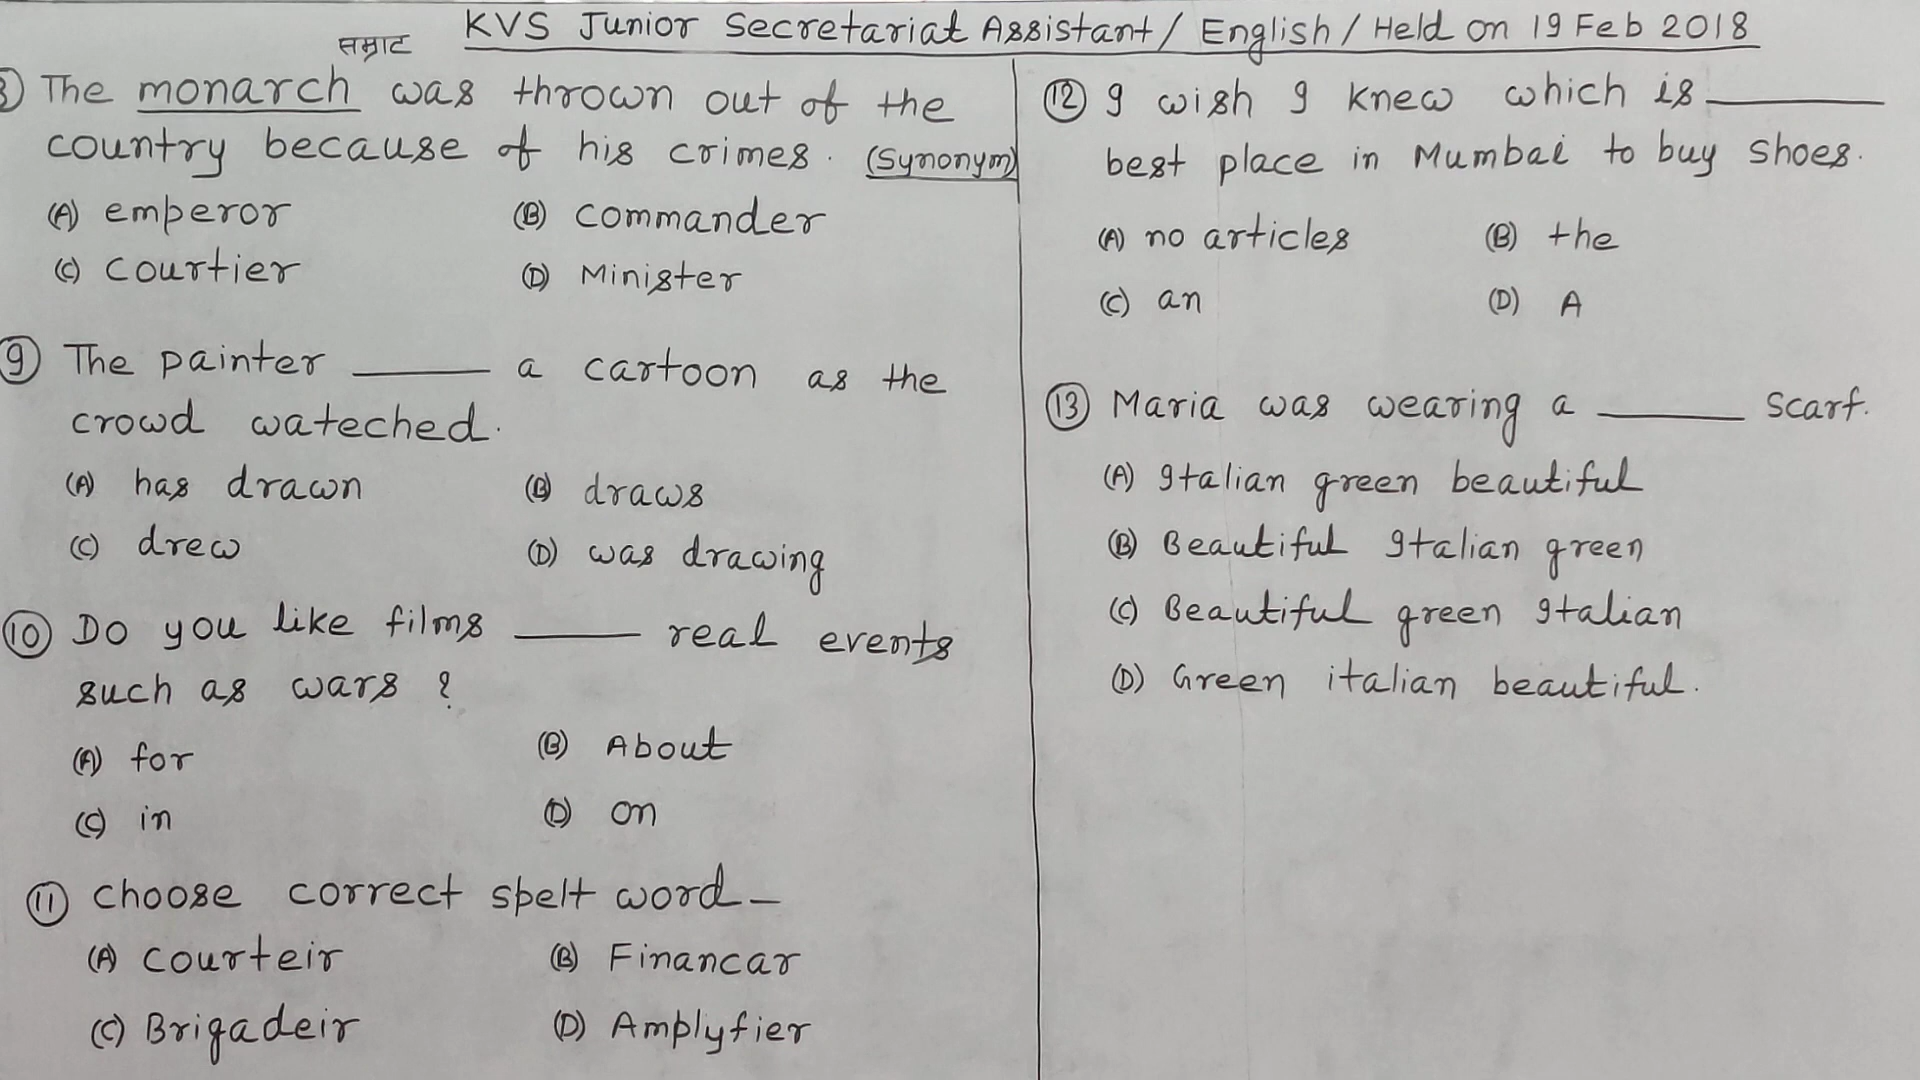 KVS Junior Secretariat Assistant / English / Held on 19 Feb 2018
सम्राट
8) The monarch was thrown out of the
country because of his crimes. (Synonym)
(A) emperor (B) commander
(C) courtier (D) Minister
9) The painter ______ a cartoon as the
crowd wateched.
(A) has drawn (B) draws
(C) drew (D) was drawing
10) Do you like films ______ real events
such as wars ?
(A) for (B) About
(C) in (D) on
11) choose correct spelt word-
(A) Courteir (B) Financar
(C) Brigadeir (D) Amplyfier
12) I wish I knew which is ______
best place in Mumbai to buy shoes.
(A) no articles (B) the
(C) an (D) A
13) Maria was wearing a ______ scarf.
(A) Italian green beautiful
(B) Beautiful Italian green
(C) Beautiful green Italian
(D) Green italian beautiful.